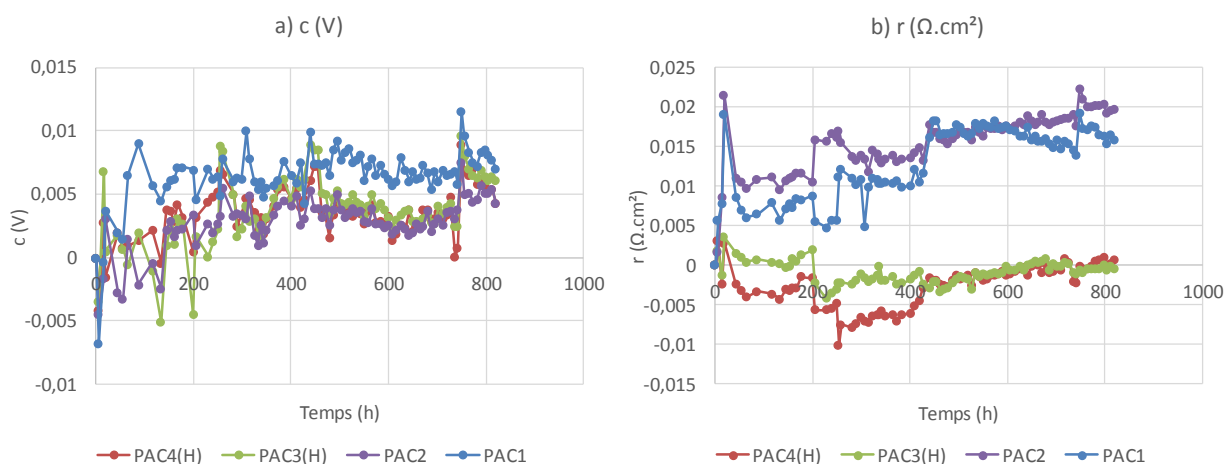 a) c (V)
0,015
0,01
0,005
0
-0,005
-0,01
c (V)
0 200 400 600 800 1000
Temps (h)
PAC4(H) PAC3(H) PAC2 PAC1
b) r (Ω.cm²)
0,025
0,02
0,015
0,01
0,005
0
-0,005
-0,01
-0,015
r (Ω.cm²)
0 200 400 600 800 1000
Temps (h)
PAC4(H) PAC3(H) PAC2 PAC1